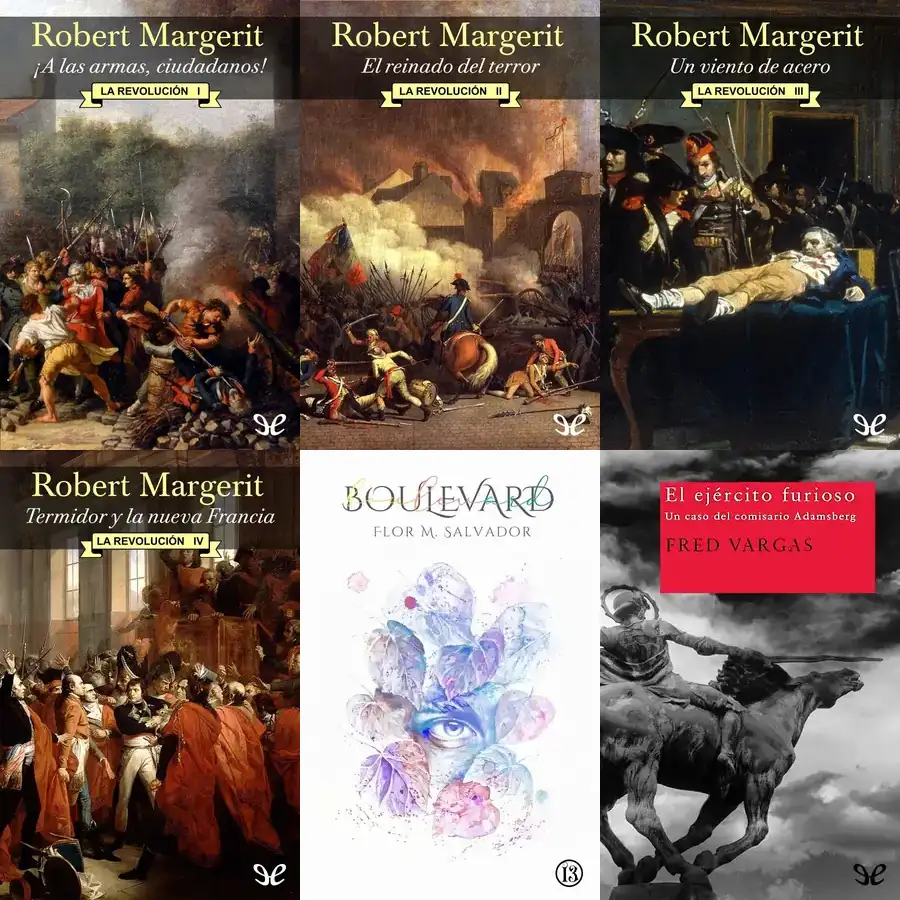 Robert Margerit
¡A las armas, ciudadanos!
LA REVOLUCIÓN I
Robert Margerit
El reinado del terror
LA REVOLUCIÓN II
Robert Margerit
Un viento de acero
LA REVOLUCIÓN III
Robert Margerit
Termidor y la nueva Francia
LA REVOLUCIÓN IV
BOULEVARD
FLOR M. SALVADOR
13
El ejército furioso
Un caso del comisario Adamsberg
FRED VARGAS